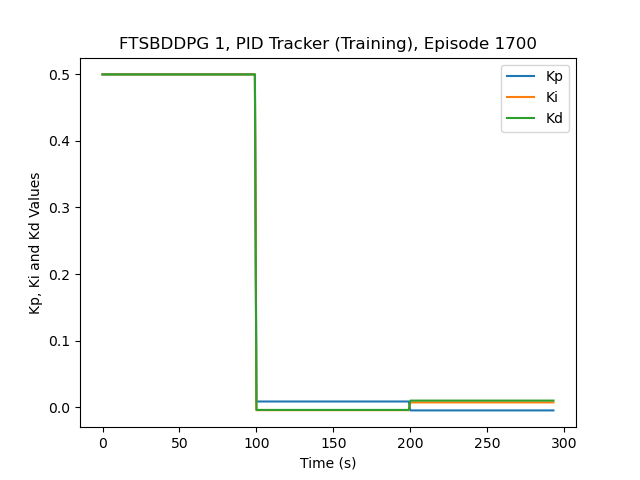 FTSBDDPG 1, PID Tracker (Training), Episode 1700
Kp
Ki
Kd
Kp, Ki and Kd Values
0.5
0.4
0.3
0.2
0.1
0.0
0 50 100 150 200 250 300
Time (s)